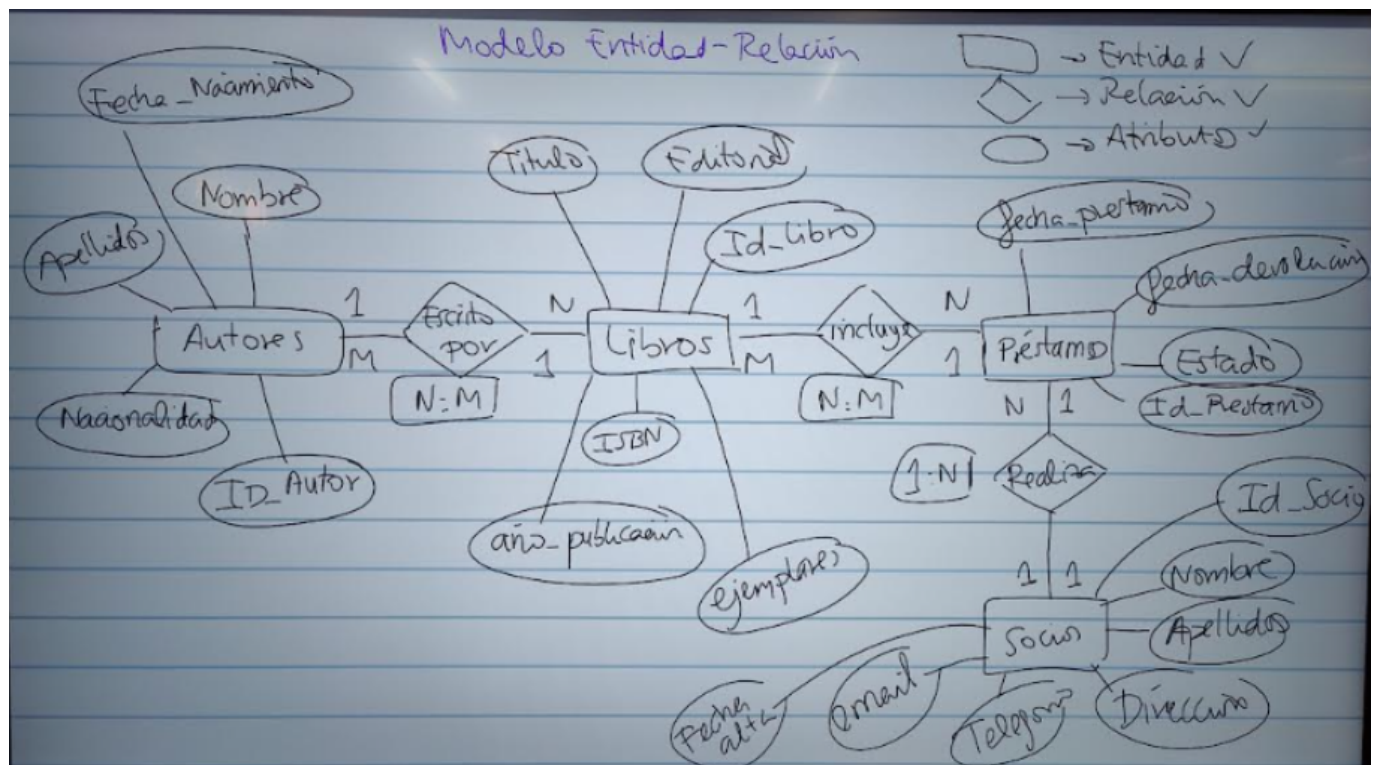 Modelo Entidad-Relación
→ Entidad ✓
→ Relación ✓
→ Atributo ✓
Fecha_Nacimiento
Nombre
Apellidos
Titulo
Editorial
Id_Libro
fecha_prestamo
fecha_devolución
Autores
1
M
Escrito
por
N
1
N:M
Libros
1
M
incluye
N
1
N:M
Préstamo
Estado
Id_Prestamo
Nacionalidad
ID_Autor
ISBN
año_publicación
ejemplares
N 1
1:N
Realiza
1 1
Id_Socio
Nombre
Apellidos
Dirección
Socios
Fecha
alta
email
Telefono